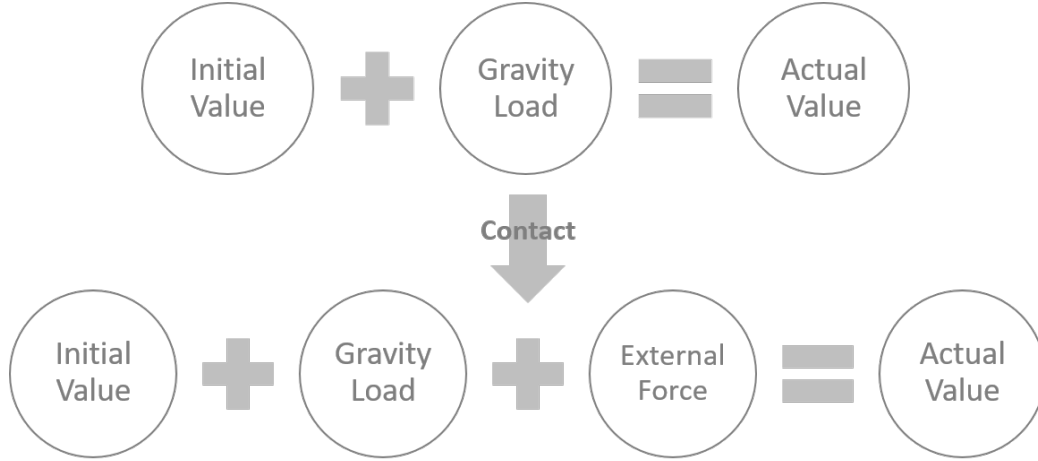 Initial
Value
Gravity
Load
Actual
Value
Contact
Initial
Value
Gravity
Load
External
Force
Actual
Value